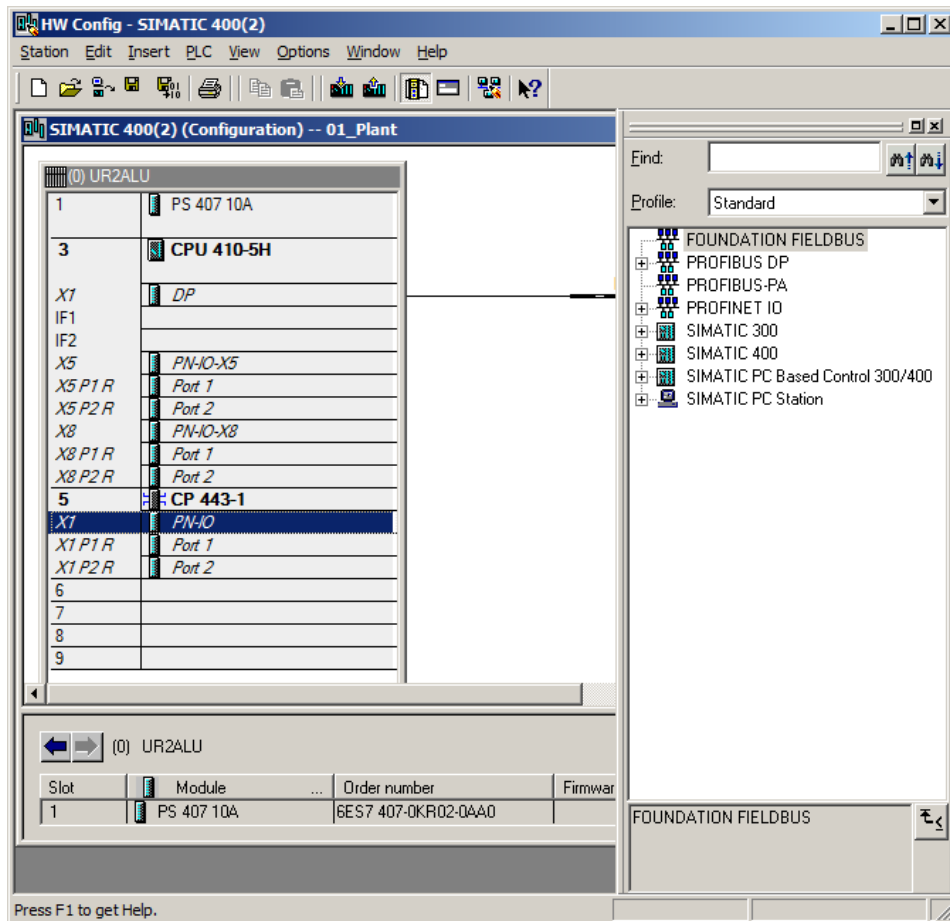 HW Config - SIMATIC 400(2)
Station Edit Insert PLC View Options Window Help
SIMATIC 400(2) (Configuration) -- 01_Plant
(0) UR2ALU
1 PS 407 10A
3 CPU 410-5H
X1 DP
IF1
IF2
X5 PN-IO-X5
X5 P1 R Port 1
X5 P2 R Port 2
X8 PN-IO-X8
X8 P1 R Port 1
X8 P2 R Port 2
5 CP 443-1
X1 PN-IO
X1 P1 R Port 1
X1 P2 R Port 2
6
7
8
9
Find:
Profile: Standard
FOUNDATION FIELDBUS
PROFIBUS DP
PROFIBUS-PA
PROFINET IO
SIMATIC 300
SIMATIC 400
SIMATIC PC Based Control 300/400
SIMATIC PC Station
(0) UR2ALU
Slot Module ... Order number Firmwar
1 PS 407 10A 6ES7 407-0KR02-0AA0
FOUNDATION FIELDBUS
Press F1 to get Help.